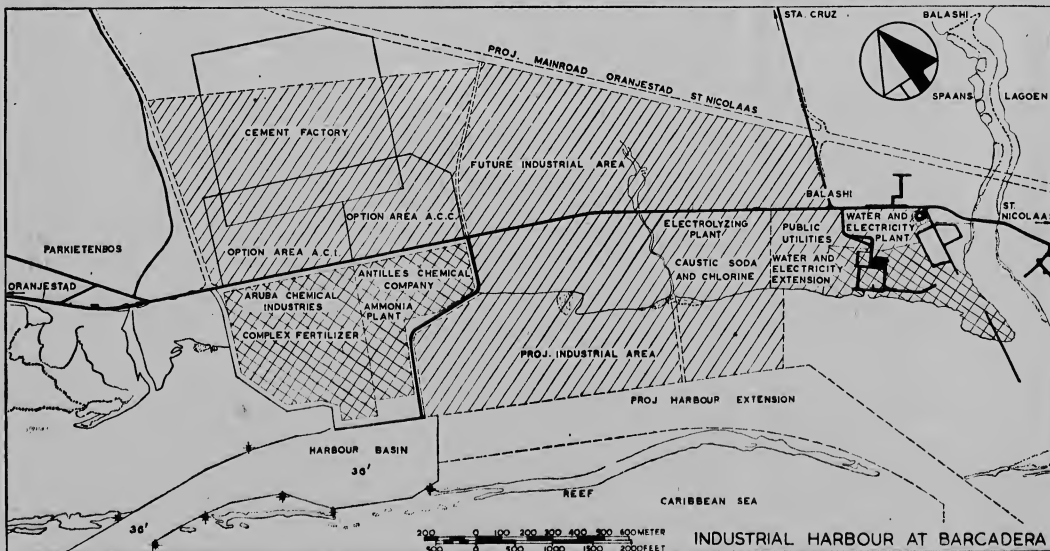 STA. CRUZ
BALASHI
PROJ. MAINROAD ORANJESTAD ST NICOLAAS
SPAANS LAGOEN
CEMENT FACTORY
FUTURE INDUSTRIAL AREA
BALASHI
ST. NICOLAAS
OPTION AREA A.C.C.
ELECTROLYZING PLANT
PUBLIC UTILITIES
WATER AND ELECTRICITY PLANT
PARKIETENBOS
OPTION AREA A.C.I.
ANTILLES CHEMICAL COMPANY
CAUSTIC SODA AND CHLORINE
WATER AND ELECTRICITY EXTENSION
ORANJESTAD
ARUBA CHEMICAL INDUSTRIES
AMMONIA PLANT
COMPLEX FERTILIZER
PROJ. INDUSTRIAL AREA
PROJ HARBOUR EXTENSION
HARBOUR BASIN
36'
REEF
CARIBBEAN SEA
36'
200 0 100 200 300 400 500 600 METER
500 0 500 1000 1500 2000 FEET
INDUSTRIAL HARBOUR AT BARCADERA